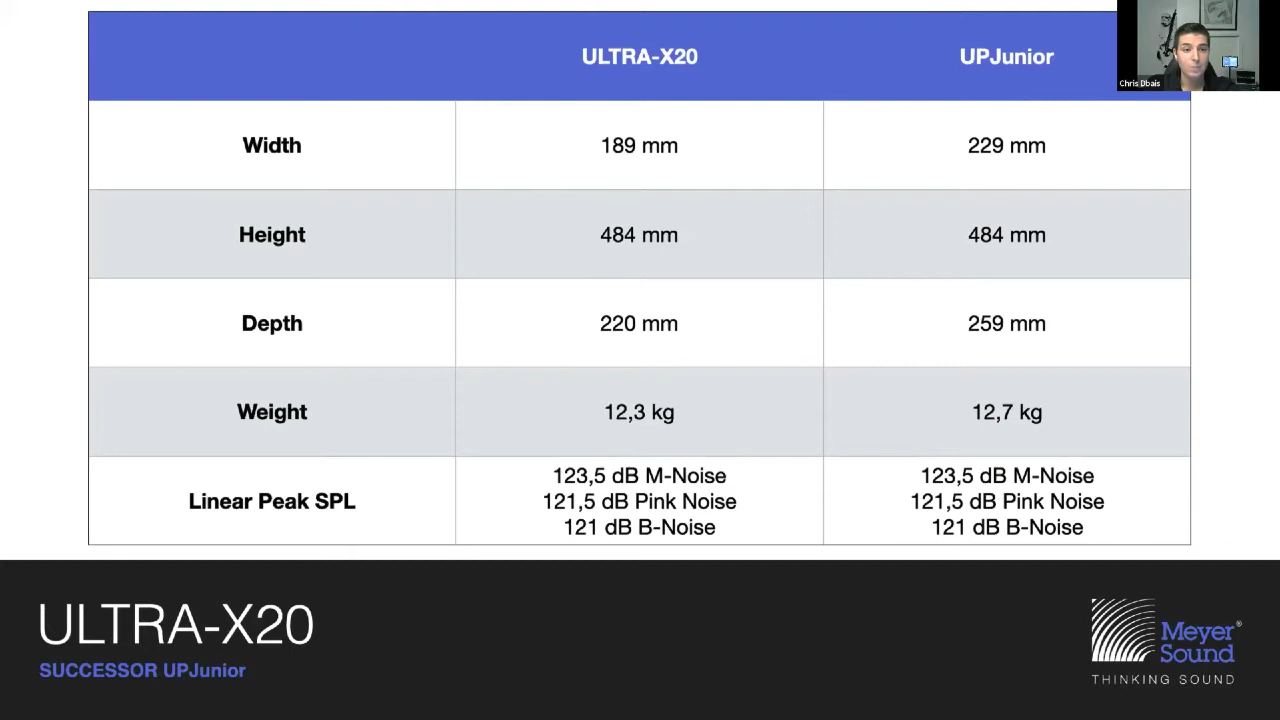 ULTRA-X20 UPJunior
Chris Dbais
Width 189 mm 229 mm
Height 484 mm 484 mm
Depth 220 mm 259 mm
Weight 12,3 kg 12,7 kg
123,5 dB M-Noise 123,5 dB M-Noise
Linear Peak SPL 121,5 dB Pink Noise 121,5 dB Pink Noise
121 dB B-Noise 121 dB B-Noise
ULTRA-X20
SUCCESSOR UPJunior
Meyer®
Sound
THINKING SOUND